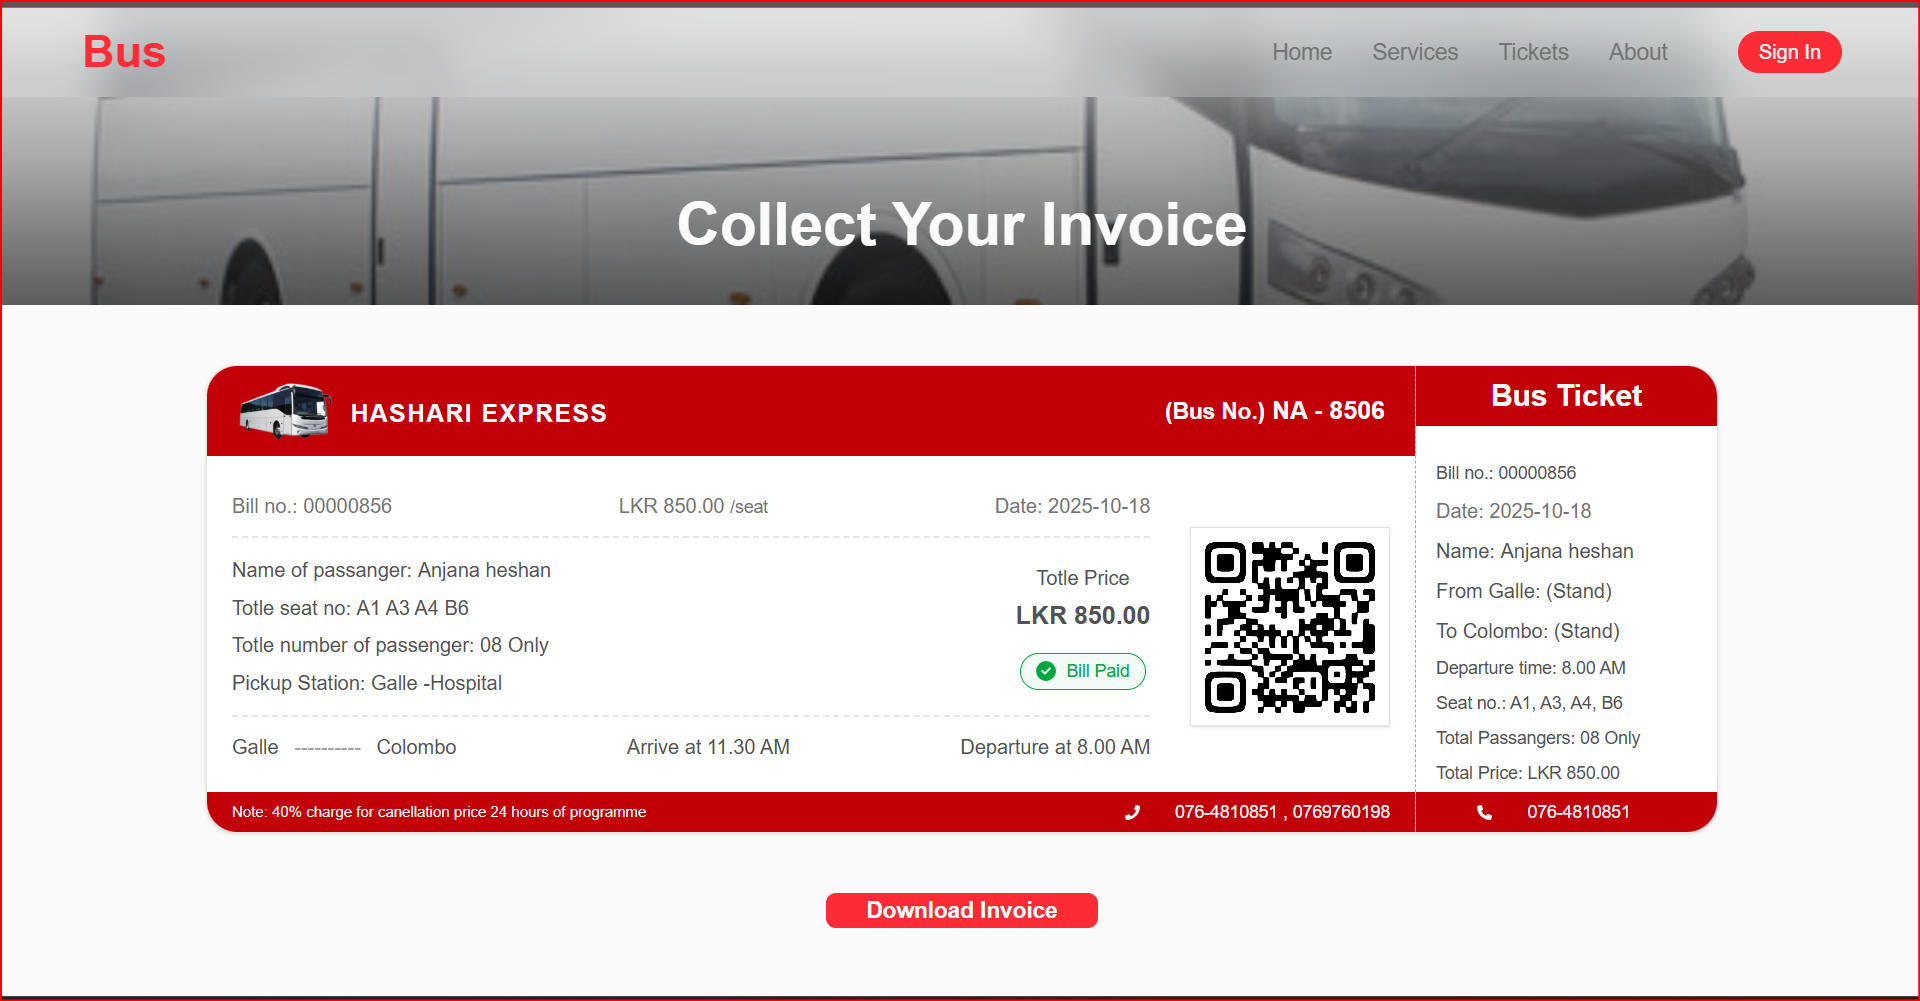 Bus
Home Services Tickets About Sign In
Collect Your Invoice
HASHARI EXPRESS
(Bus No.) NA - 8506
Bus Ticket
Bill no.: 00000856
LKR 850.00 /seat
Date: 2025-10-18
Name of passanger: Anjana heshan
Totle seat no: A1 A3 A4 B6
Totle number of passenger: 08 Only
Pickup Station: Galle -Hospital
Totle Price
LKR 850.00
Bill Paid
Galle ---------- Colombo
Arrive at 11.30 AM
Departure at 8.00 AM
Note: 40% charge for canellation price 24 hours of programme
076-4810851 , 0769760198
Bill no.: 00000856
Date: 2025-10-18
Name: Anjana heshan
From Galle: (Stand)
To Colombo: (Stand)
Departure time: 8.00 AM
Seat no.: A1, A3, A4, B6
Total Passangers: 08 Only
Total Price: LKR 850.00
076-4810851
Download Invoice